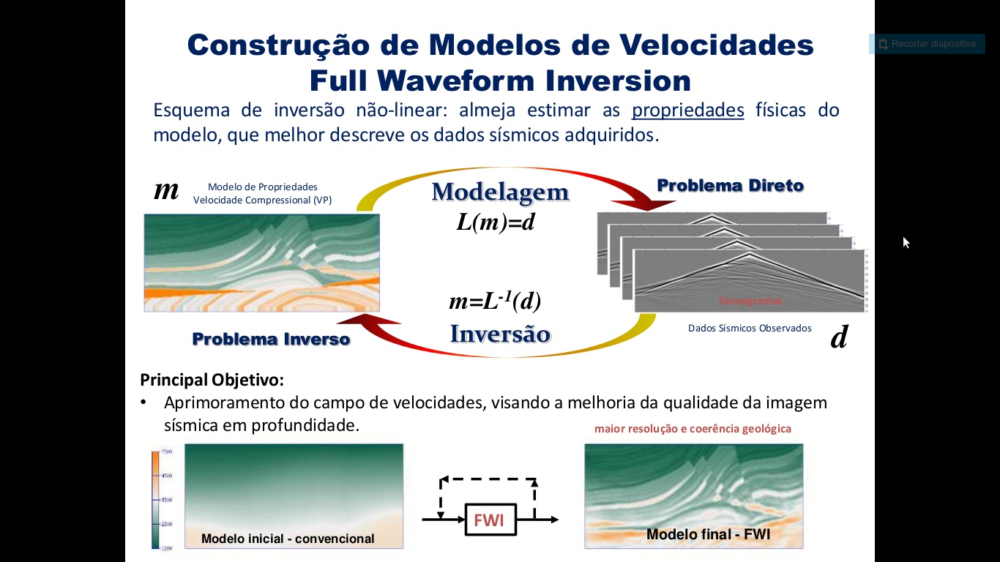 Construção de Modelos de Velocidades
Full Waveform Inversion
Recortar diapositiva
Esquema de inversão não-linear: almeja estimar as propriedades físicas do
modelo, que melhor descreve os dados sísmicos adquiridos.
m
Modelo de Propriedades
Velocidade Compressional (VP)
Modelagem
L(m)=d
Problema Direto
m=L-1(d)
Inversão
Sismogramas
Dados Sísmicos Observados
d
Problema Inverso
Principal Objetivo:
• Aprimoramento do campo de velocidades, visando a melhoria da qualidade da imagem
sísmica em profundidade.
maior resolução e coerência geológica
4500
3500
2500
Modelo inicial - convencional
FWI
Modelo final - FWI